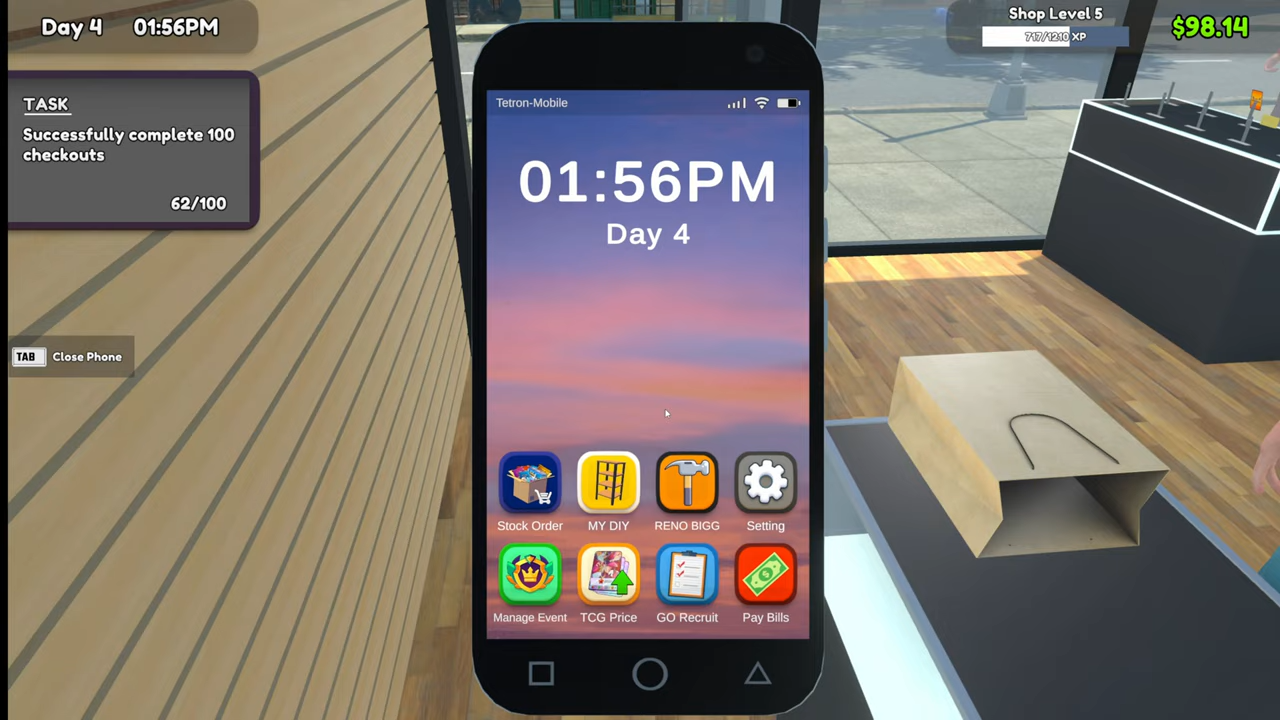 Day 4 01:56PM
Shop Level 5
717/1210 XP
$98.14
TASK
Successfully complete 100
checkouts
62/100
TAB Close Phone
Tetron-Mobile
01:56PM
Day 4
Stock Order MY DIY RENO BIGG Setting
Manage Event TCG Price GO Recruit Pay Bills